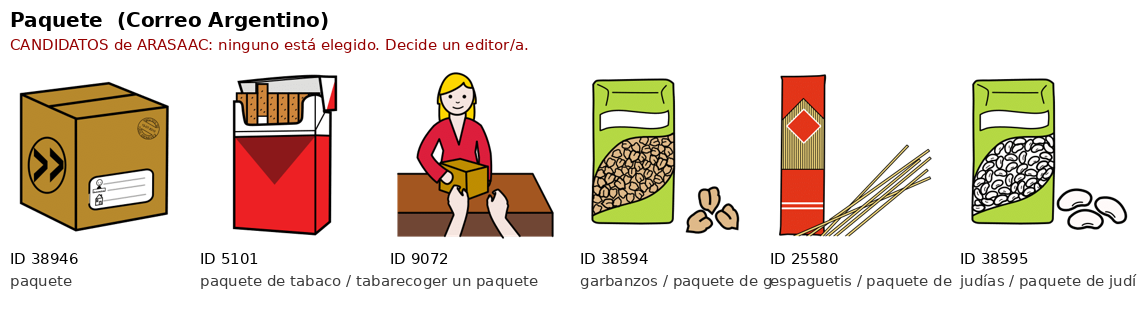 Paquete (Correo Argentino)
CANDIDATOS de ARASAAC: ninguno está elegido. Decide un editor/a.
ID 38946
paquete
ID 5101
paquete de tabaco / taba
ID 9072
recoger un paquete
ID 38594
garbanzos / paquete de g
ID 25580
espaguetis / paquete de
ID 38595
judías / paquete de judí